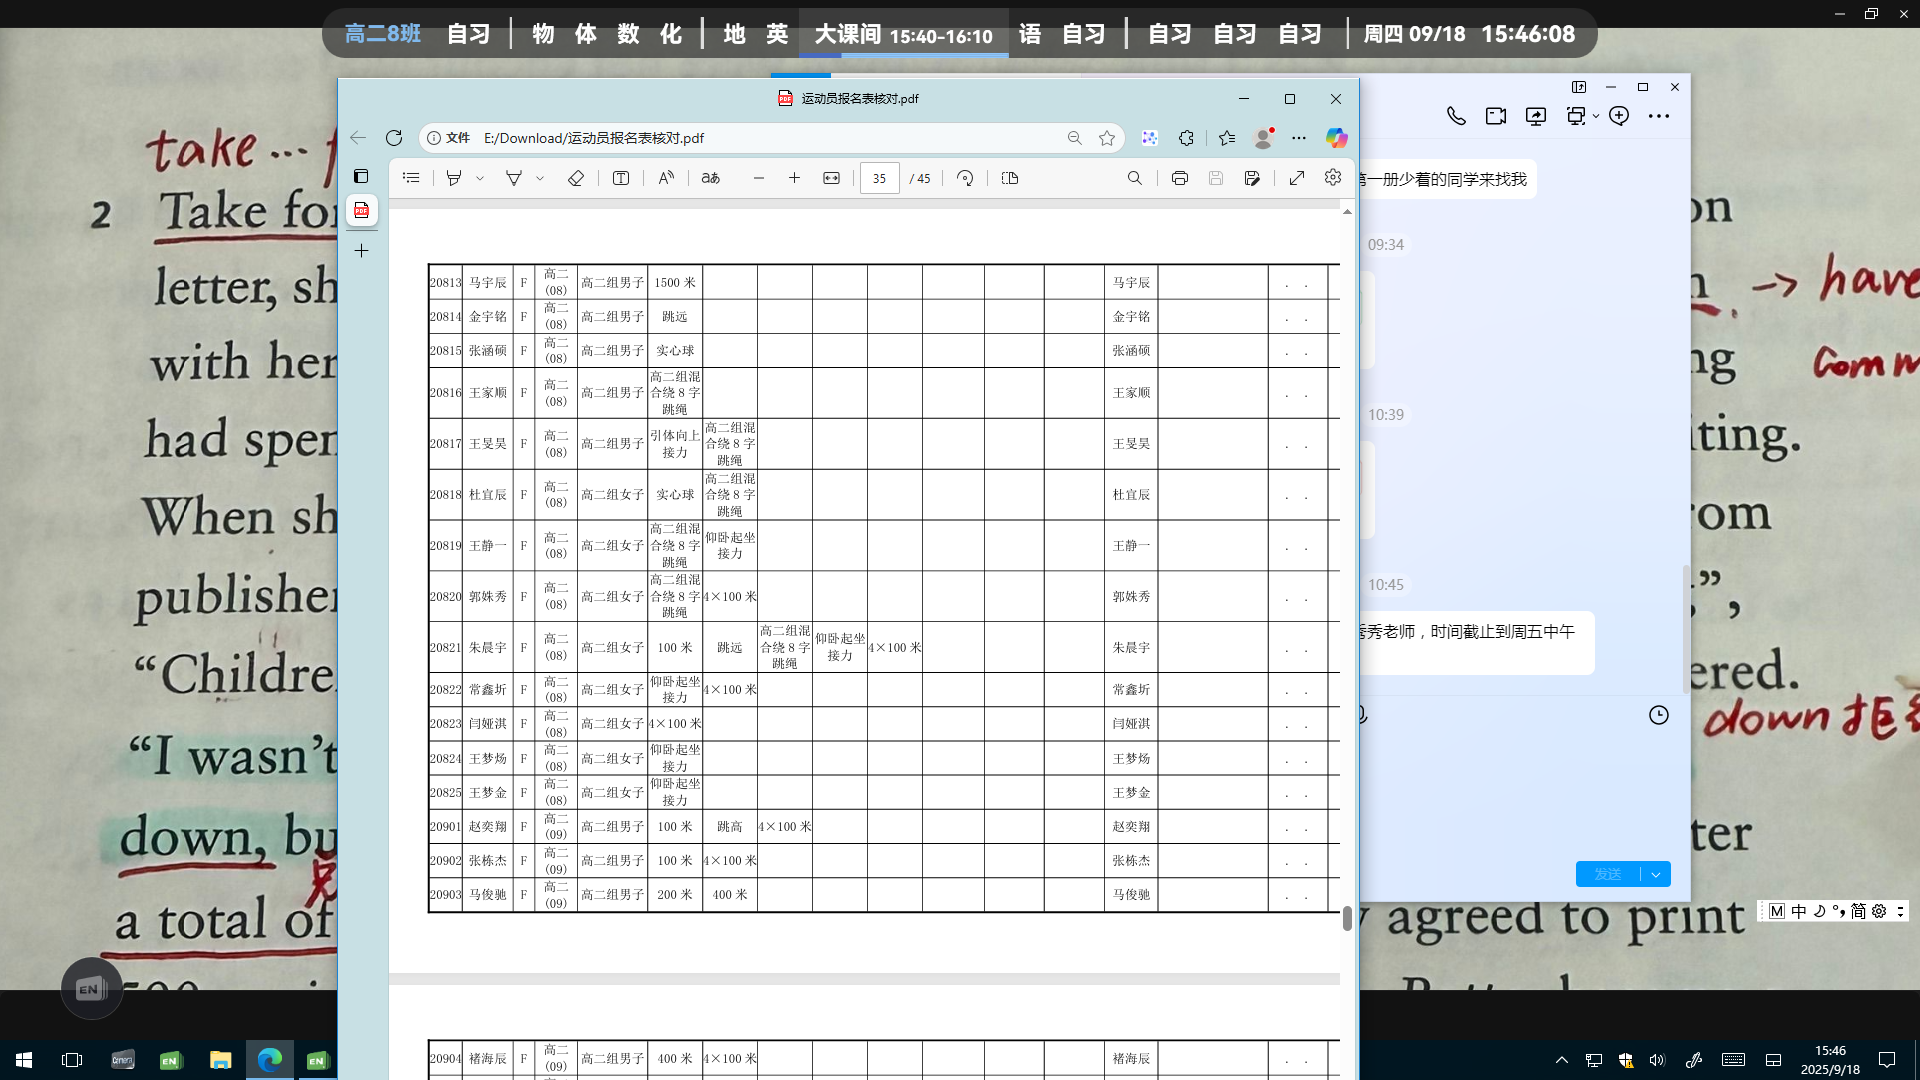 高二8班 自习 | 物 体 数 化 | 地 英 大课间 15:40-16:10 语 自习 | 自习 自习 自习 | 周四 09/18 15:46:08
运动员报名表核对.pdf
文件 E:/Download/运动员报名表核对.pdf
35 / 45
20813 马宇辰 F 高二(08) 高二组男子 1500 米 马宇辰 . .
20814 金宇铭 F 高二(08) 高二组男子 跳远 金宇铭 . .
20815 张涵硕 F 高二(08) 高二组男子 实心球 张涵硕 . .
20816 王家顺 F 高二(08) 高二组男子 高二组混合绕 8 字跳绳 王家顺 . .
20817 王旻昊 F 高二(08) 高二组男子 引体向上接力 高二组混合绕 8 字跳绳 王旻昊 . .
20818 杜宜辰 F 高二(08) 高二组女子 实心球 高二组混合绕 8 字跳绳 杜宜辰 . .
20819 王静一 F 高二(08) 高二组女子 高二组混合绕 8 字跳绳 仰卧起坐接力 王静一 . .
20820 郭姝秀 F 高二(08) 高二组女子 高二组混合绕 8 字跳绳 4×100 米 郭姝秀 . .
20821 朱晨宇 F 高二(08) 高二组女子 100 米 跳远 高二组混合绕 8 字跳绳 仰卧起坐接力 4×100 米 朱晨宇 . .
20822 常鑫圻 F 高二(08) 高二组女子 仰卧起坐接力 4×100 米 常鑫圻 . .
20823 闫娅淇 F 高二(08) 高二组女子 4×100 米 闫娅淇 . .
20824 王梦炀 F 高二(08) 高二组女子 仰卧起坐接力 王梦炀 . .
20825 王梦金 F 高二(08) 高二组女子 仰卧起坐接力 王梦金 . .
20901 赵奕翔 F 高二(09) 高二组男子 100 米 跳高 4×100 米 赵奕翔 . .
20902 张栋杰 F 高二(09) 高二组男子 100 米 4×100 米 张栋杰 . .
20903 马俊驰 F 高二(09) 高二组男子 200 米 400 米 马俊驰 . .
20904 褚海辰 F 高二(09) 高二组男子 400 米 4×100 米 褚海辰 . .
第一册少着的同学来找我
09:34
10:39
10:45
秀老师，时间截止到周五中午
发送
take …
2 Take for
letter, sh
with her
had spen
When sh
publisher
“Childre
“I wasn’t
down, bu
a total of
500
on
→ have
ng
Comm
iting.
rom
”,
ered.
down 拒
ter
y agreed to print
EN
M 中 简
15:46
2025/9/18